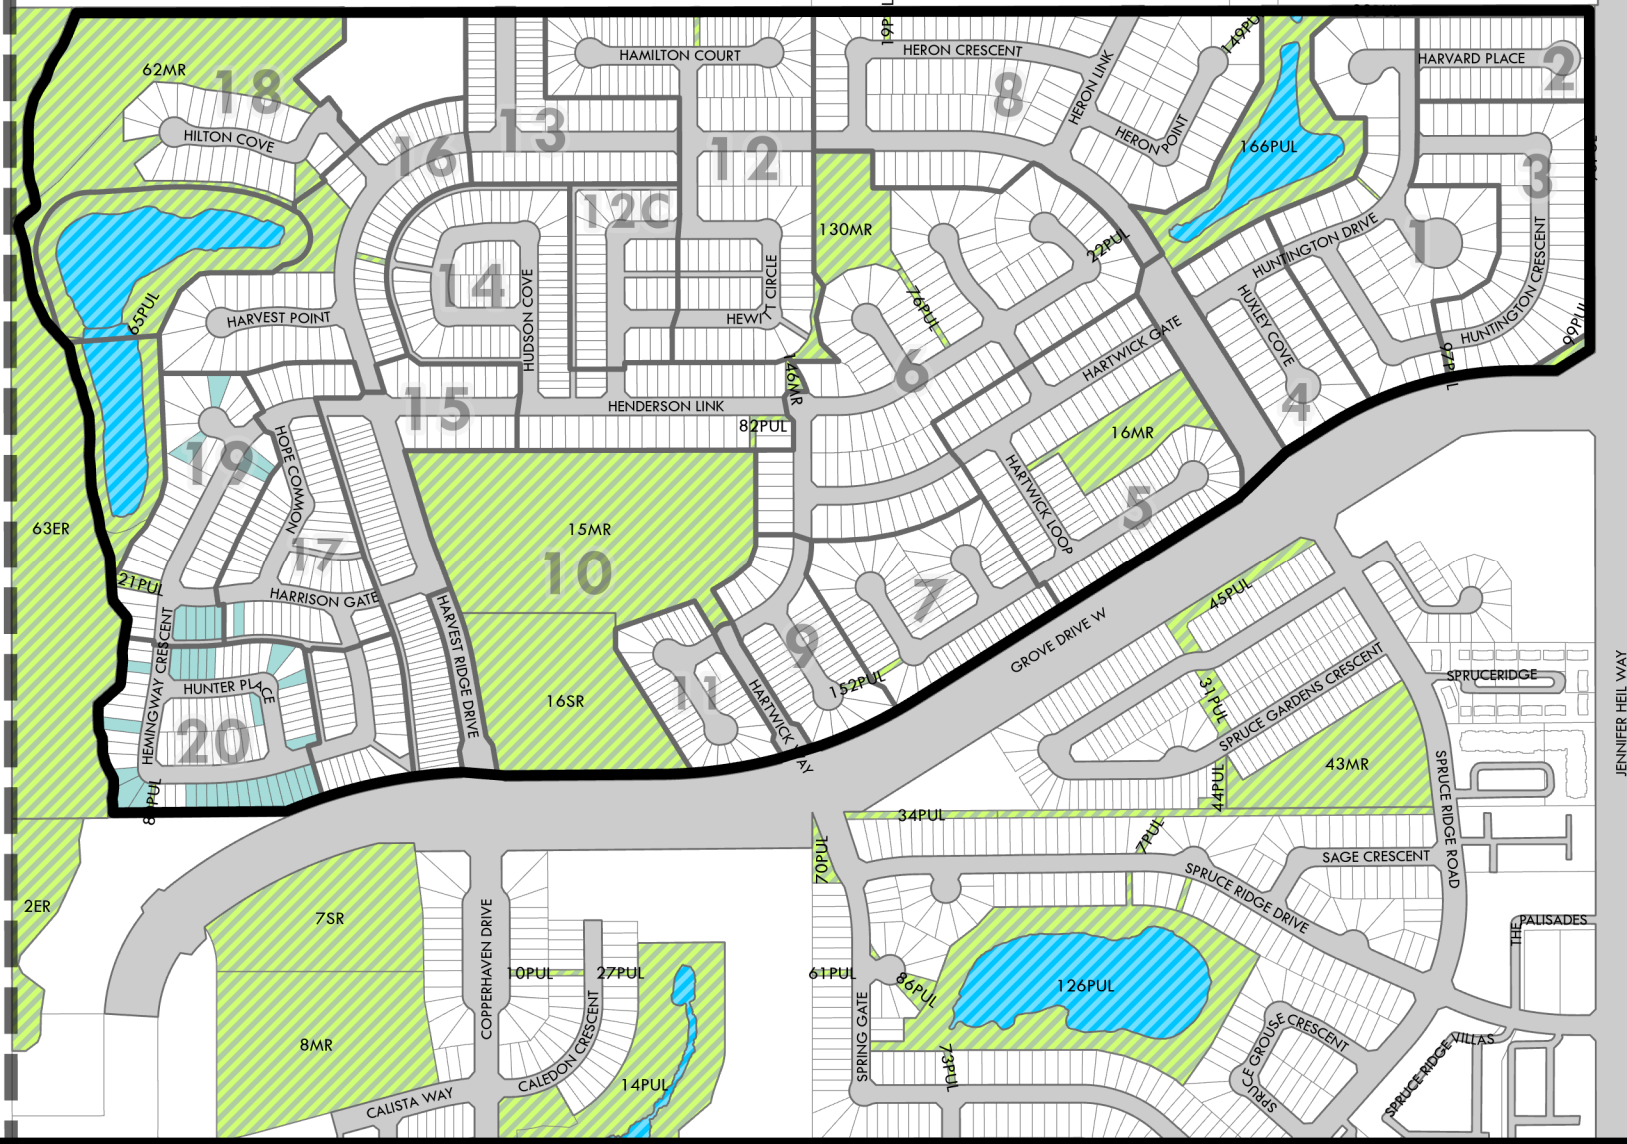 19P
HAMILTON COURT
HERON CRESCENT
149PUL
HARVARD PLACE
2
62MR
18
HERON LINK
8
HILTON COVE
16
13
12
HERON POINT
166PUL
3
12C
130MR
22PUL
HUNTINGTON DRIVE
1
14
HUDSON COVE
HEWI
T CIRCLE
76PUL
HUXLEY COVE
HUNTINGTON CRESCENT
HUNTINGTON CRESCENT
99PUL
65PUL
HARVEST POINT
HARTWICK GATE
6
146MR
97PUL
15
HENDERSON LINK
82PUL
4
16MR
19
HOPE COMMON
HARTWICK LOOP
5
63ER
15MR
10
17
21PUL
HARRISON GATE
7
45PUL
HARVEST RIDGE DRIVE
9
GROVE DRIVE W
HEMINGWAY CRESCENT
HUNTER PLACE
11
HARTWICK WAY
152PUL
31PUL
SPRUCE GARDENS CRESCENT
SPRUCERIDGE
JENNIFER HEIL WAY
16SR
20
43MR
44PUL
SPRUCE RIDGE ROAD
34PUL
7PUL
70PUL
SAGE CRESCENT
SPRUCE RIDGE DRIVE
2ER
7SR
COPPERHAVEN DRIVE
THE PALISADES
10PUL
27PUL
61PUL
86PUL
126PUL
8MR
CALEDON CRESCENT
SPRING GATE
73PUL
SPRUCE GROUSE CRESCENT
SPRUCE RIDGE VILLAS
SPRUCE
14PUL
CALISTA WAY